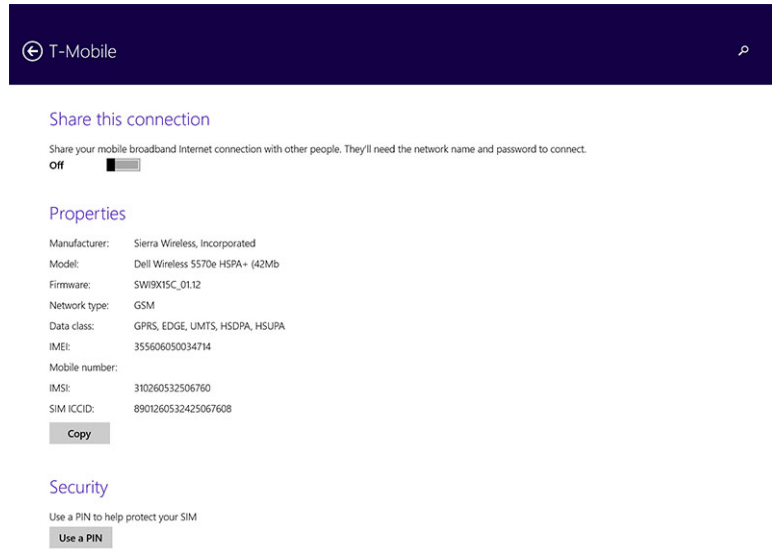 T-Mobile
Share this connection
Share your mobile broadband Internet connection with other people. They'll need the network name and password to connect.
Off
Properties
Manufacturer: Sierra Wireless, Incorporated
Model: Dell Wireless 5570e HSPA+ (42Mb
Firmware: SWI9X15C_01.12
Network type: GSM
Data class: GPRS, EDGE, UMTS, HSDPA, HSUPA
IMEI: 355606050034714
Mobile number:
IMSI: 310260532506760
SIM ICCID: 8901260532425067608
Copy
Security
Use a PIN to help protect your SIM
Use a PIN